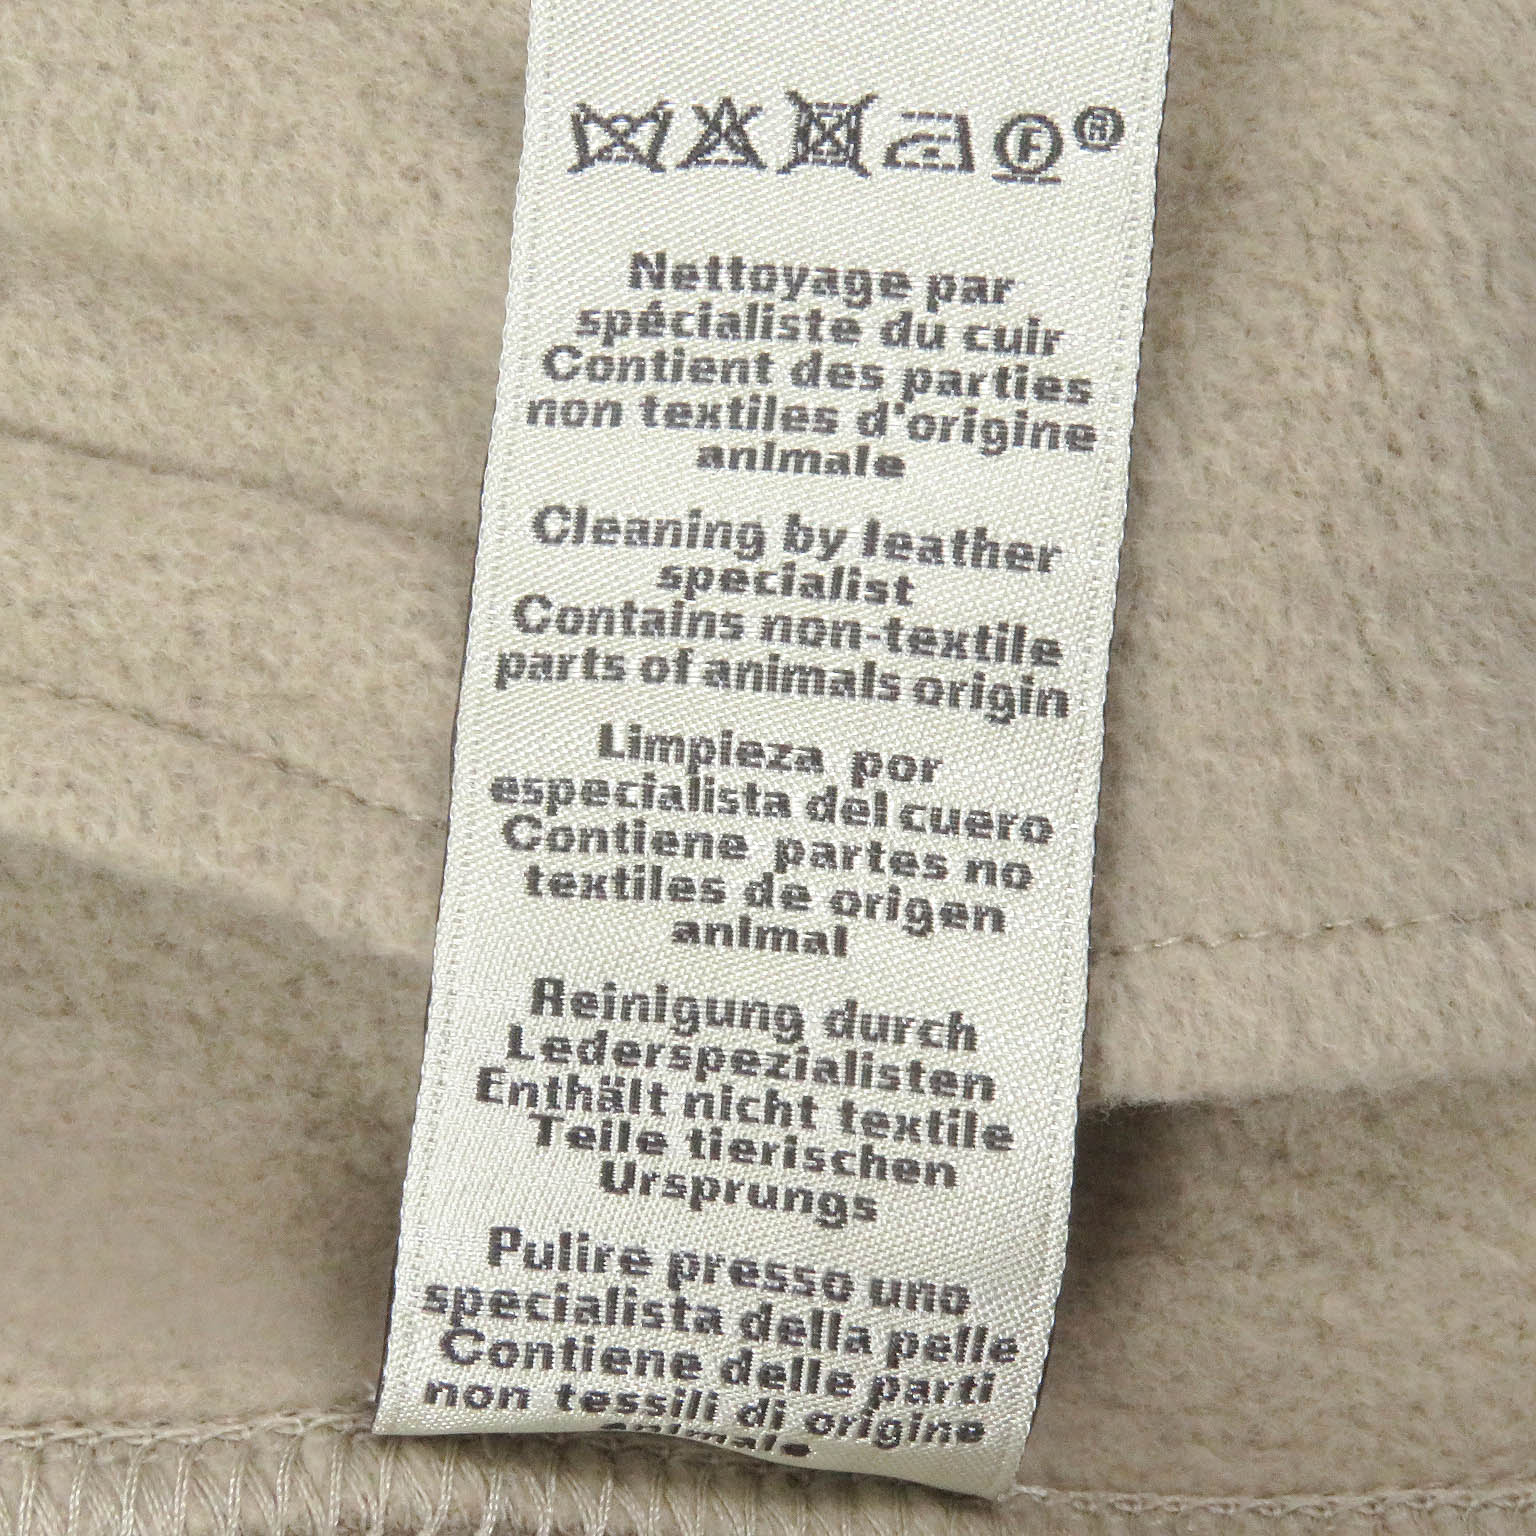 F ®
Nettoyage par
spécialiste du cuir
Contient des parties
non textiles d'origine
animale
Cleaning by leather
specialist
Contains non-textile
parts of animals origin
Limpieza por
especialista del cuero
Contiene partes no
textiles de origen
animal
Reinigung durch
Lederspezialisten
Enthält nicht textile
Teile tierischen
Ursprungs
Pulire presso uno
specialista della pelle
Contiene delle parti
non tessili di origine
animale